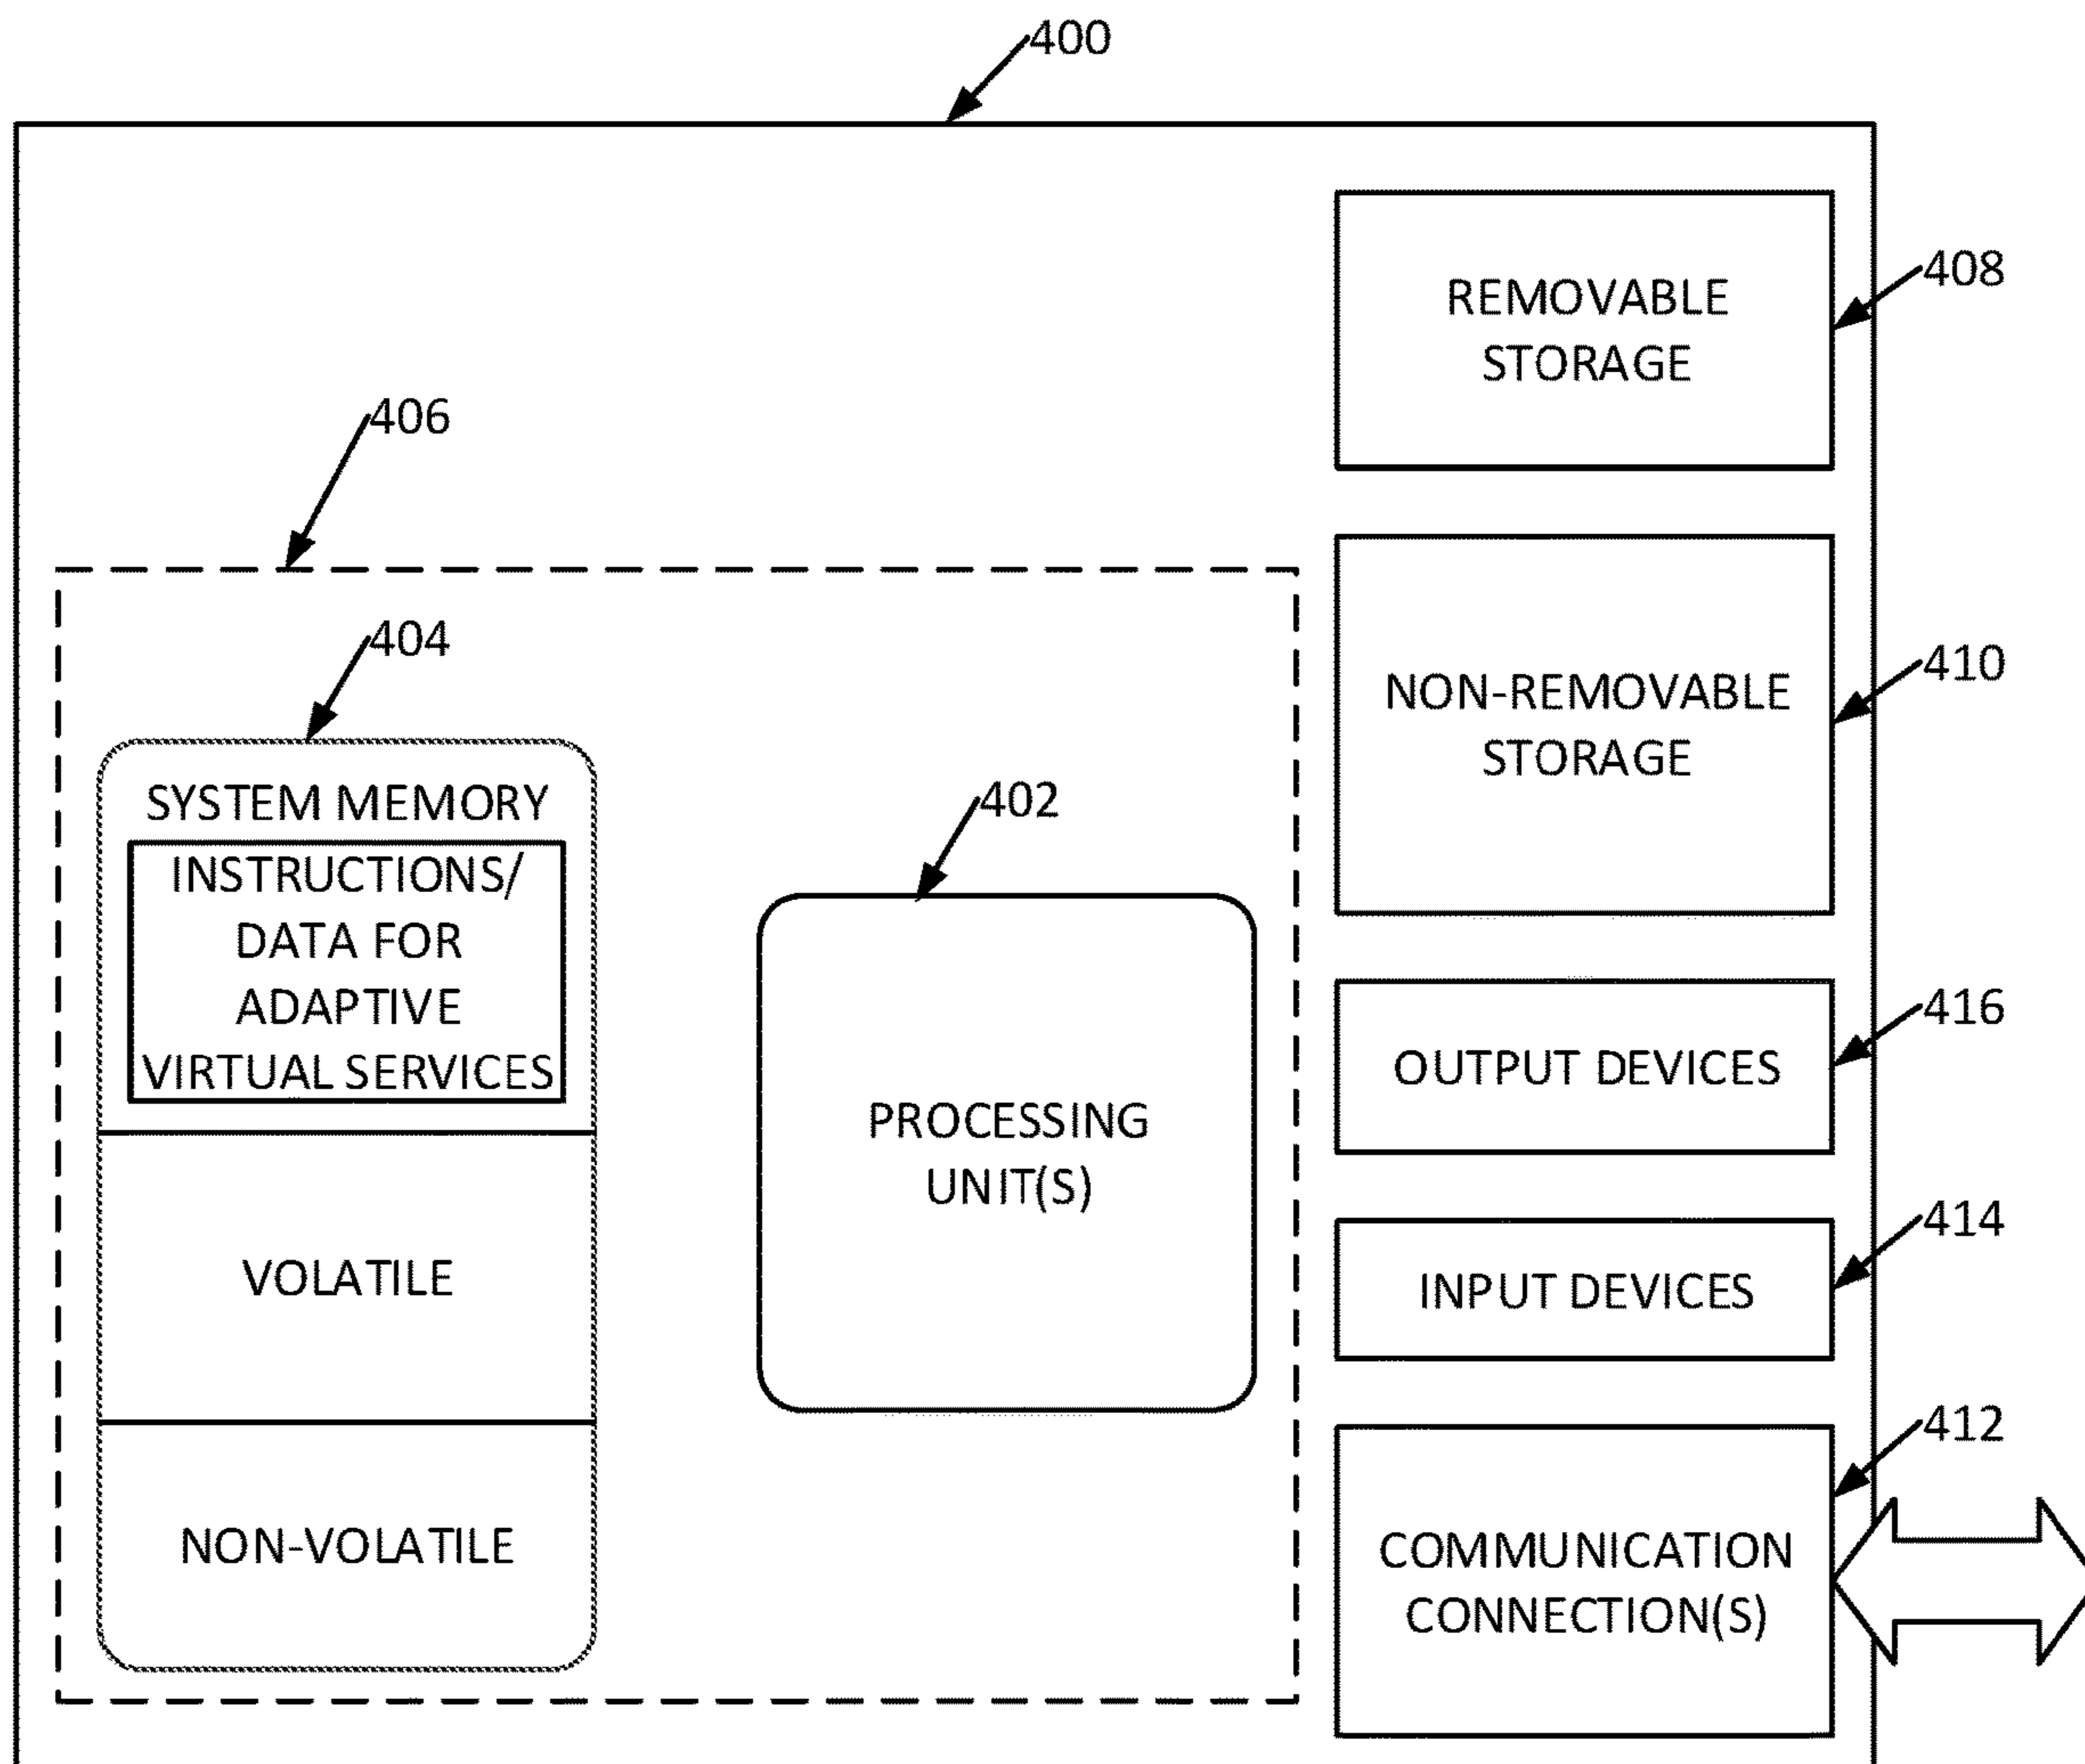 400
REMOVABLE
STORAGE
408
406
NON-REMOVABLE
STORAGE
410
404
SYSTEM MEMORY
INSTRUCTIONS/
DATA FOR
ADAPTIVE
VIRTUAL SERVICES
402
PROCESSING
UNIT(S)
OUTPUT DEVICES
416
VOLATILE
INPUT DEVICES
414
NON-VOLATILE
COMMUNICATION
CONNECTION(S)
412